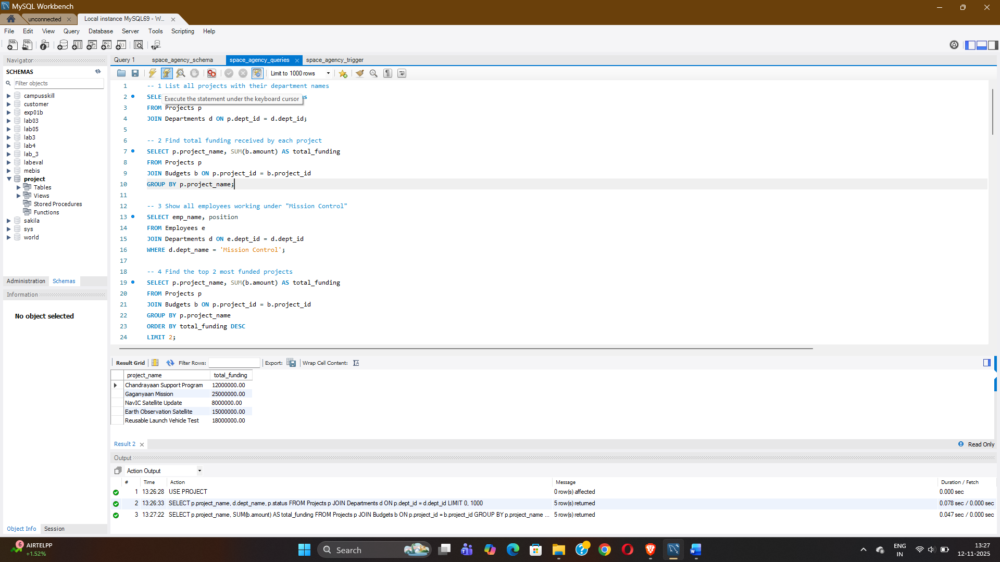 MySQL Workbench
unconnected
Local instance MySQL69 - W...
File Edit View Query Database Server Tools Scripting Help
Navigator
SCHEMAS
Filter objects
campusskill
customer
exp01b
lab03
lab05
lab3
lab4
lab_3
labeval
mebis
project
Tables
Views
Stored Procedures
Functions
sakila
sys
world
Administration Schemas
Information
No object selected
Object Info Session
Query 1 space_agency_schema space_agency_queries space_agency_trigger
Limit to 1000 rows
1 -- 1 List all projects with their department names
2 SELE
Execute the statement under the keyboard cursor
3 FROM Projects p
4 JOIN Departments d ON p.dept_id = d.dept_id;
5
6 -- 2 Find total funding received by each project
7 SELECT p.project_name, SUM(b.amount) AS total_funding
8 FROM Projects p
9 JOIN Budgets b ON p.project_id = b.project_id
10 GROUP BY p.project_name;
11
12 -- 3 Show all employees working under "Mission Control"
13 SELECT emp_name, position
14 FROM Employees e
15 JOIN Departments d ON e.dept_id = d.dept_id
16 WHERE d.dept_name = 'Mission Control';
17
18 -- 4 Find the top 2 most funded projects
19 SELECT p.project_name, SUM(b.amount) AS total_funding
20 FROM Projects p
21 JOIN Budgets b ON p.project_id = b.project_id
22 GROUP BY p.project_name
23 ORDER BY total_funding DESC
24 LIMIT 2;
Result Grid Filter Rows: Export: Wrap Cell Content:
project_name total_funding
Chandrayaan Support Program 12000000.00
Gaganyaan Mission 25000000.00
NavIC Satellite Update 8000000.00
Earth Observation Satellite 15000000.00
Reusable Launch Vehicle Test 18000000.00
Result 2 Read Only
Output
Action Output
# Time Action Message Duration / Fetch
1 13:26:28 USE PROJECT 0 row(s) affected 0.000 sec
2 13:26:33 SELECT p.project_name, d.dept_name, p.status FROM Projects p JOIN Departments d ON p.dept_id = d.dept_id LIMIT 0, 1000 5 row(s) returned 0.078 sec / 0.000 sec
3 13:27:22 SELECT p.project_name, SUM(b.amount) AS total_funding FROM Projects p JOIN Budgets b ON p.project_id = b.project_id GROUP BY p.project_name ... 5 row(s) returned 0.047 sec / 0.000 sec
6
AIRTELPP
+1.52%
Search
ENG
IN
13:27
12-11-2025